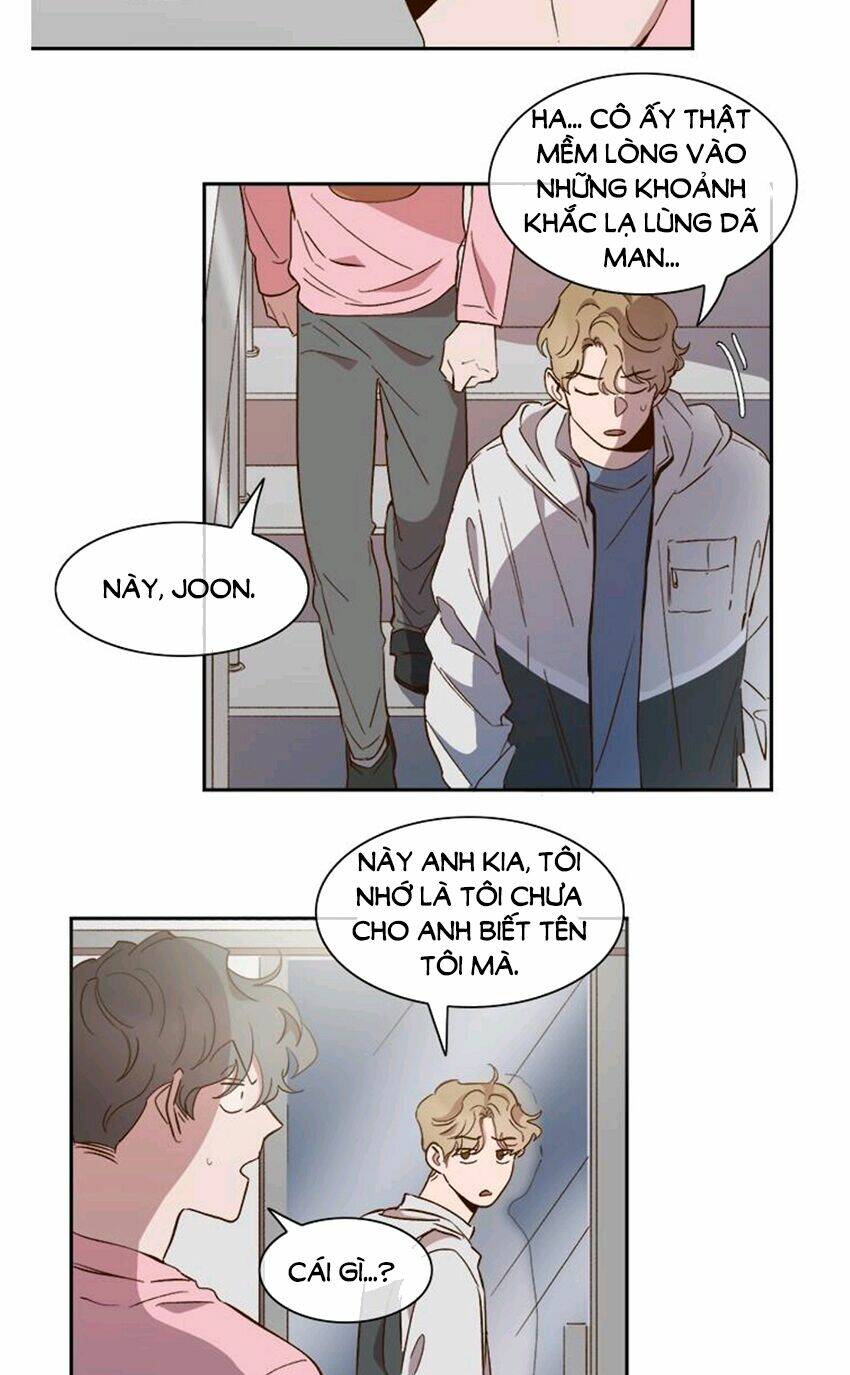 HA... CÔ ẤY THẬT
MỀM LÒNG VÀO
NHỮNG KHOẢNH
KHẮC LẠ LÙNG DÃ
MAN...
NÀY, JOON.
NÀY ANH KIA, TÔI
NHỚ LÀ TÔI CHƯA
CHO ANH BIẾT TÊN
TÔI MÀ.
CÁI GÌ...?